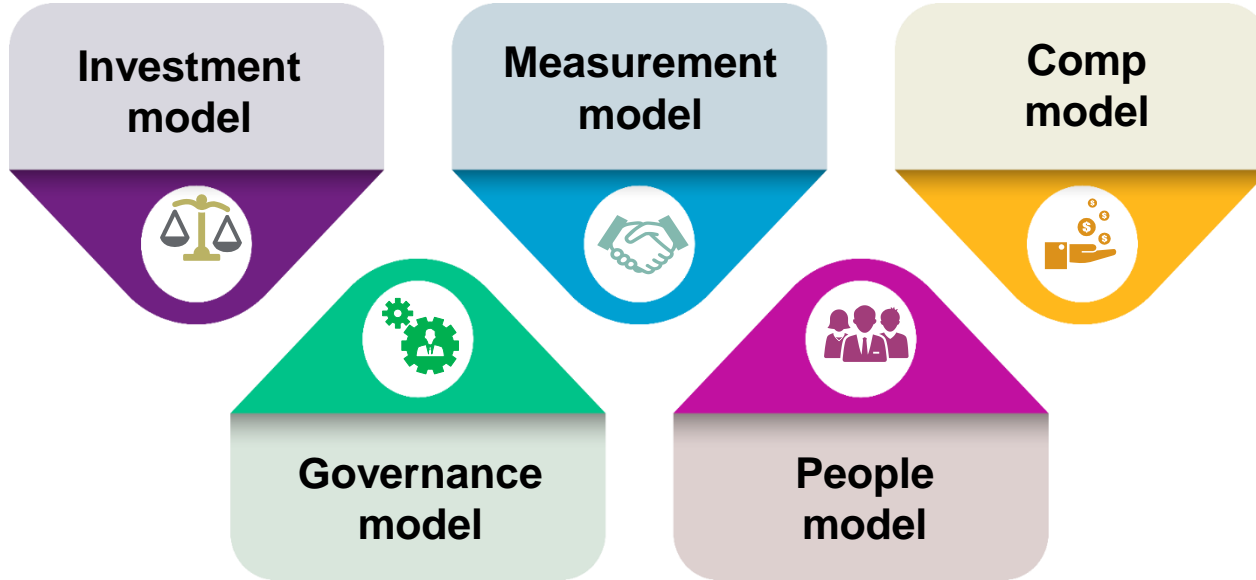 Investment
model
Measurement
model
Comp
model
Governance
model
People
model